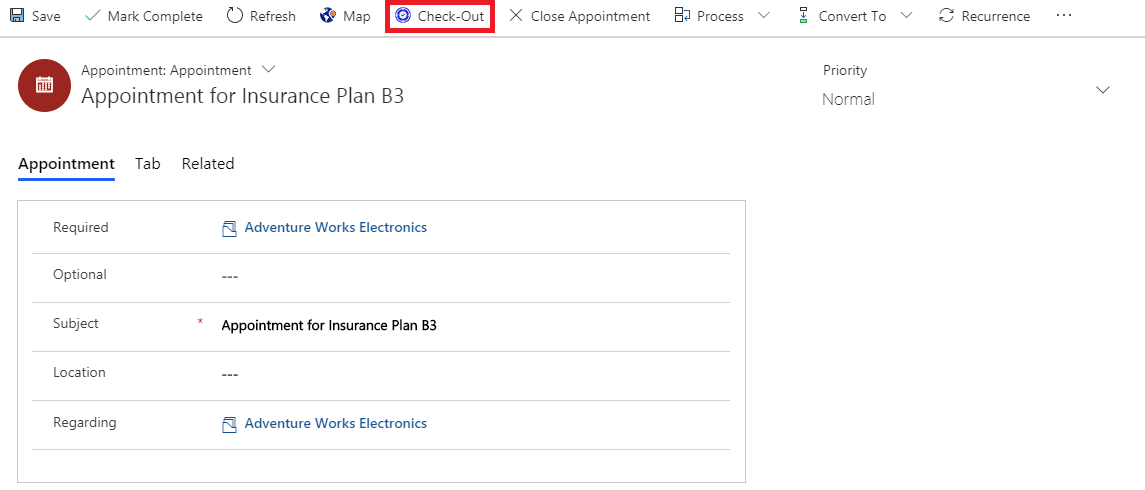 Save Mark Complete Refresh Map Check-Out Close Appointment Process Convert To Recurrence ...
Appointment: Appointment
Appointment for Insurance Plan B3
Priority
Normal
Appointment Tab Related
Required Adventure Works Electronics
Optional ---
Subject * Appointment for Insurance Plan B3
Location ---
Regarding Adventure Works Electronics